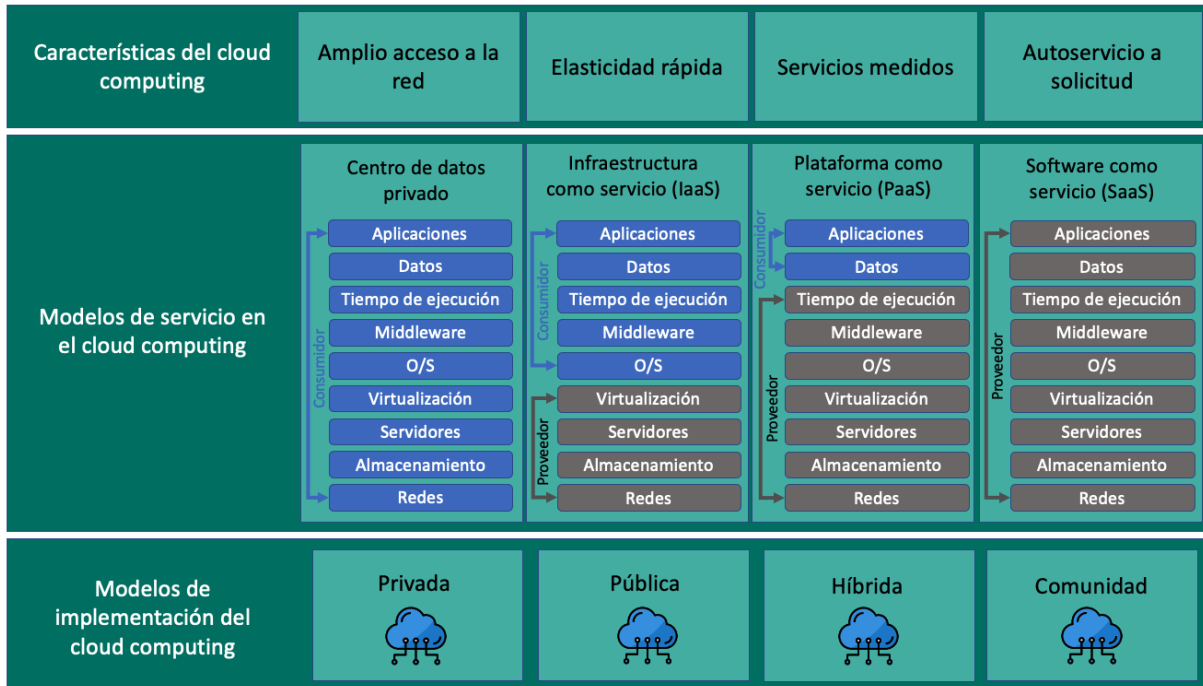 Características del cloud
computing
Amplio acceso a la
red
Elasticidad rápida
Servicios medidos
Autoservicio a
solicitud
Modelos de servicio en
el cloud computing
Centro de datos
privado
Consumidor
Aplicaciones
Datos
Tiempo de ejecución
Middleware
O/S
Virtualización
Servidores
Almacenamiento
Redes
Infraestructura
como servicio (IaaS)
Consumidor
Proveedor
Aplicaciones
Datos
Tiempo de ejecución
Middleware
O/S
Virtualización
Servidores
Almacenamiento
Redes
Plataforma como
servicio (PaaS)
Consumidor
Proveedor
Aplicaciones
Datos
Tiempo de ejecución
Middleware
O/S
Virtualización
Servidores
Almacenamiento
Redes
Software como
servicio (SaaS)
Proveedor
Aplicaciones
Datos
Tiempo de ejecución
Middleware
O/S
Virtualización
Servidores
Almacenamiento
Redes
Modelos de
implementación del
cloud computing
Privada
Pública
Híbrida
Comunidad